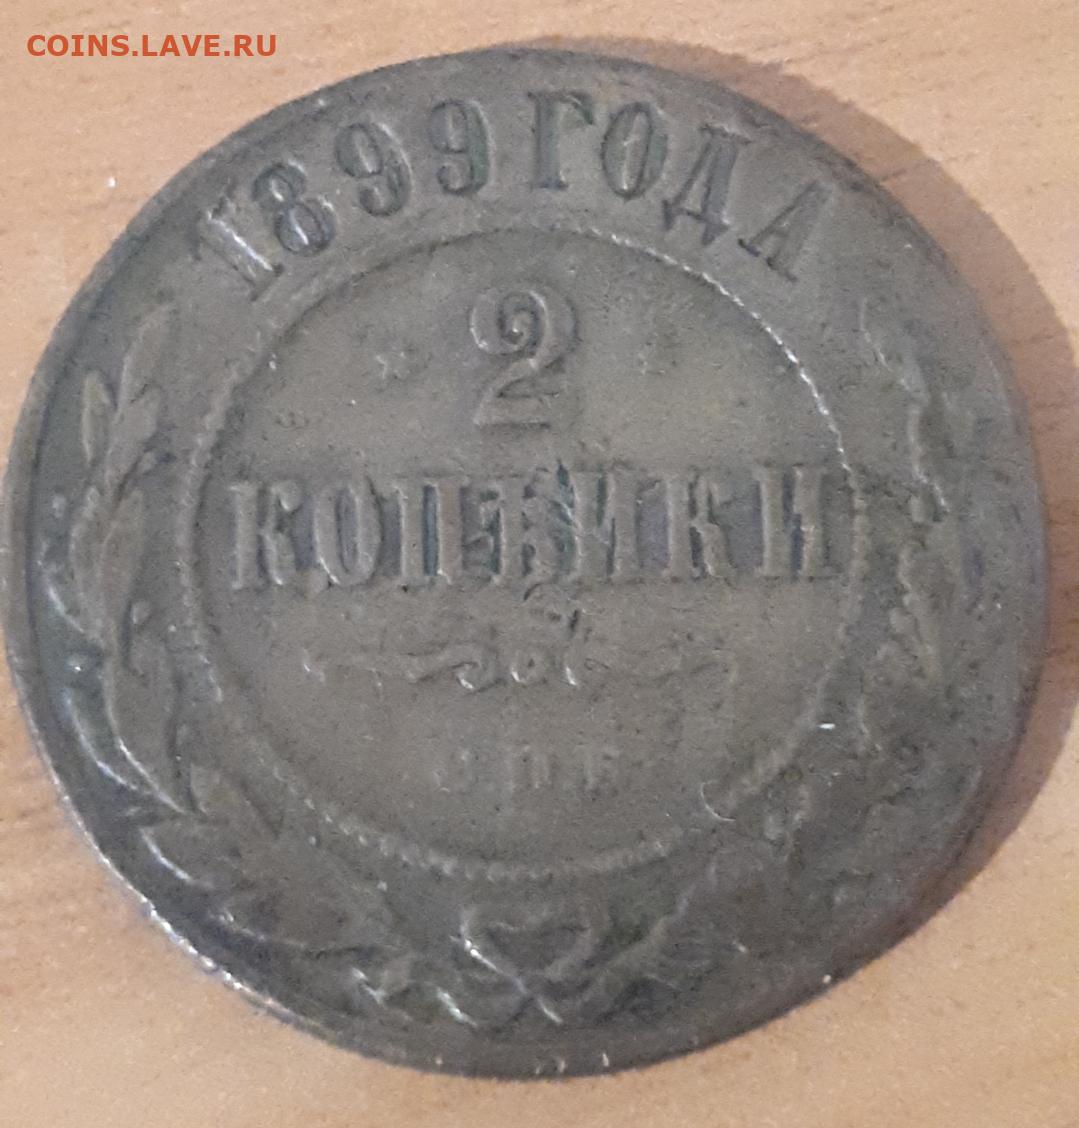 COINS.LAVE.RU
1899 ГОДА
2
КОПѢЙКИ
С.П.Б.